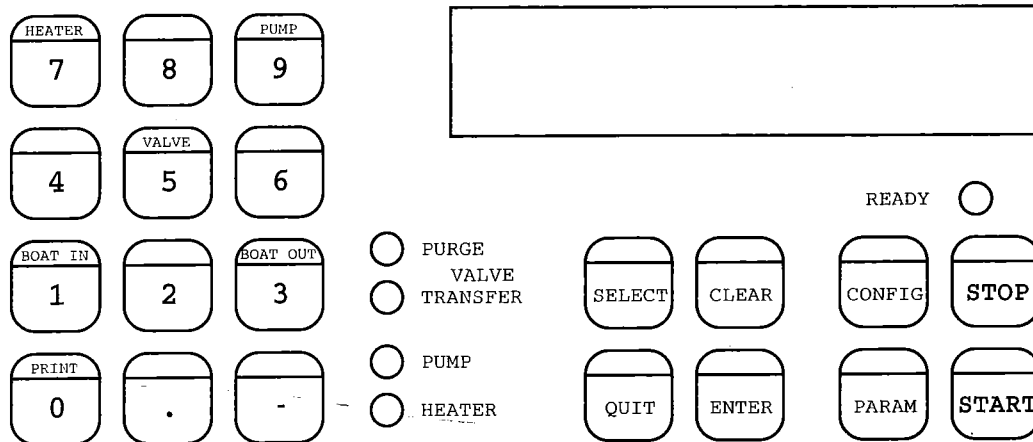 HEATER PUMP
7 8 9
VALVE
4 5 6
READY
BOAT IN BOAT OUT
1 2 3
PURGE
VALVE
TRANSFER
SELECT CLEAR CONFIG STOP
PRINT
0 . -
PUMP
HEATER
QUIT ENTER PARAM START